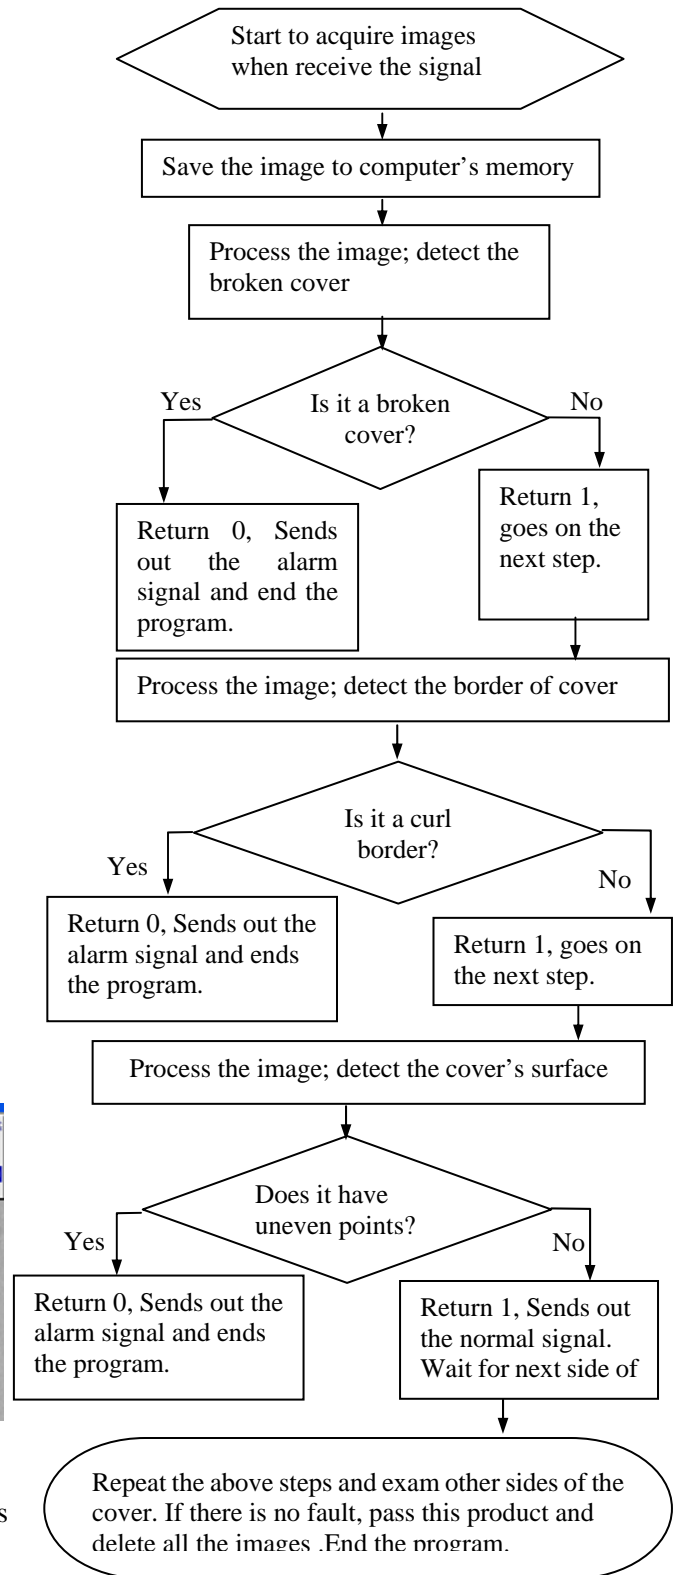 Start to acquire images
when receive the signal
Save the image to computer's memory
Process the image; detect the
broken cover
Is it a broken
cover?
Yes
No
Return 0, Sends
out the alarm
signal and end the
program.
Return 1,
goes on the
next step.
Process the image; detect the border of cover
Is it a curl
border?
Yes
No
Return 0, Sends out the
alarm signal and ends
the program.
Return 1, goes on
the next step.
Process the image; detect the cover's surface
Does it have
uneven points?
Yes
No
Return 0, Sends out the
alarm signal and ends
the program.
Return 1, Sends out
the normal signal.
Wait for next side of
Repeat the above steps and exam other sides of the
cover. If there is no fault, pass this product and
delete all the images .End the program.